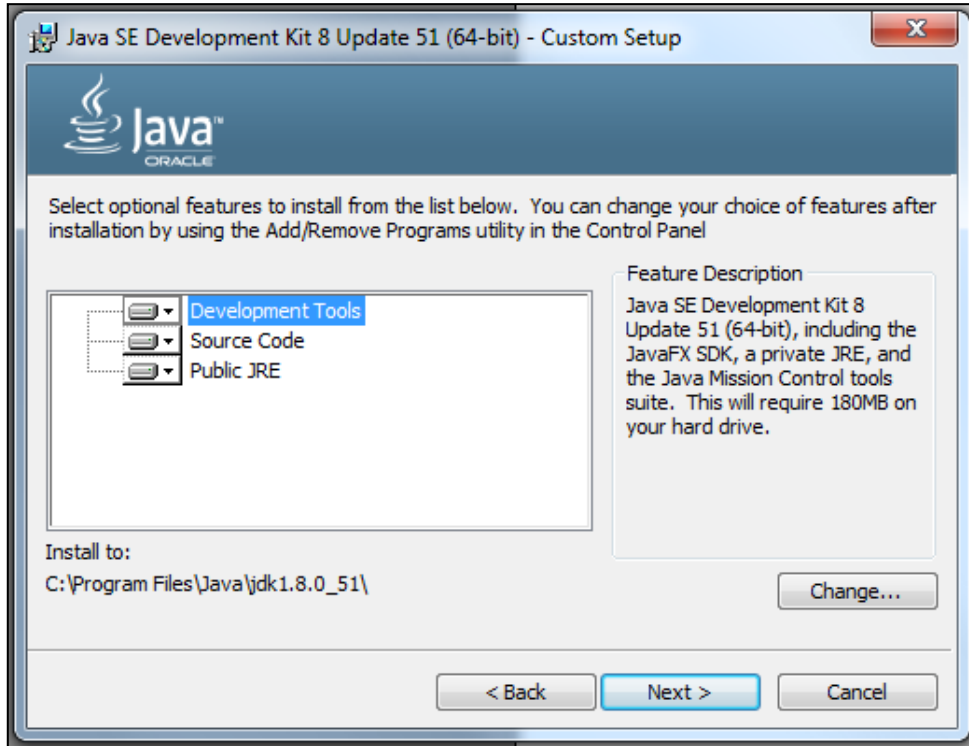 Java SE Development Kit 8 Update 51 (64-bit) - Custom Setup
Java™
ORACLE
Select optional features to install from the list below.  You can change your choice of features after
installation by using the Add/Remove Programs utility in the Control Panel
Development Tools
Source Code
Public JRE
Feature Description
Java SE Development Kit 8
Update 51 (64-bit), including the
JavaFX SDK, a private JRE, and
the Java Mission Control tools
suite.  This will require 180MB on
your hard drive.
Install to:
C:\Program Files\Java\jdk1.8.0_51\
Change...
< Back
Next >
Cancel